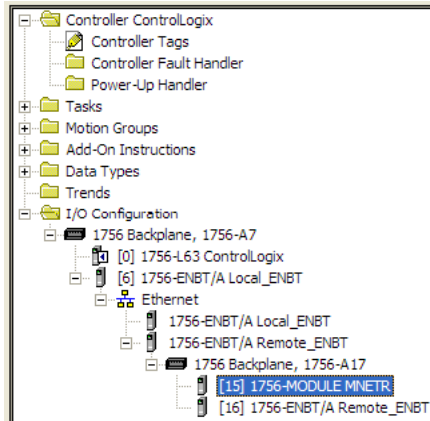 Controller ControlLogix
Controller Tags
Controller Fault Handler
Power-Up Handler
Tasks
Motion Groups
Add-On Instructions
Data Types
Trends
I/O Configuration
1756 Backplane, 1756-A7
[0] 1756-L63 ControlLogix
[6] 1756-ENBT/A Local_ENBT
Ethernet
1756-ENBT/A Local_ENBT
1756-ENBT/A Remote_ENBT
1756 Backplane, 1756-A17
[15] 1756-MODULE MNETR
[16] 1756-ENBT/A Remote_ENBT